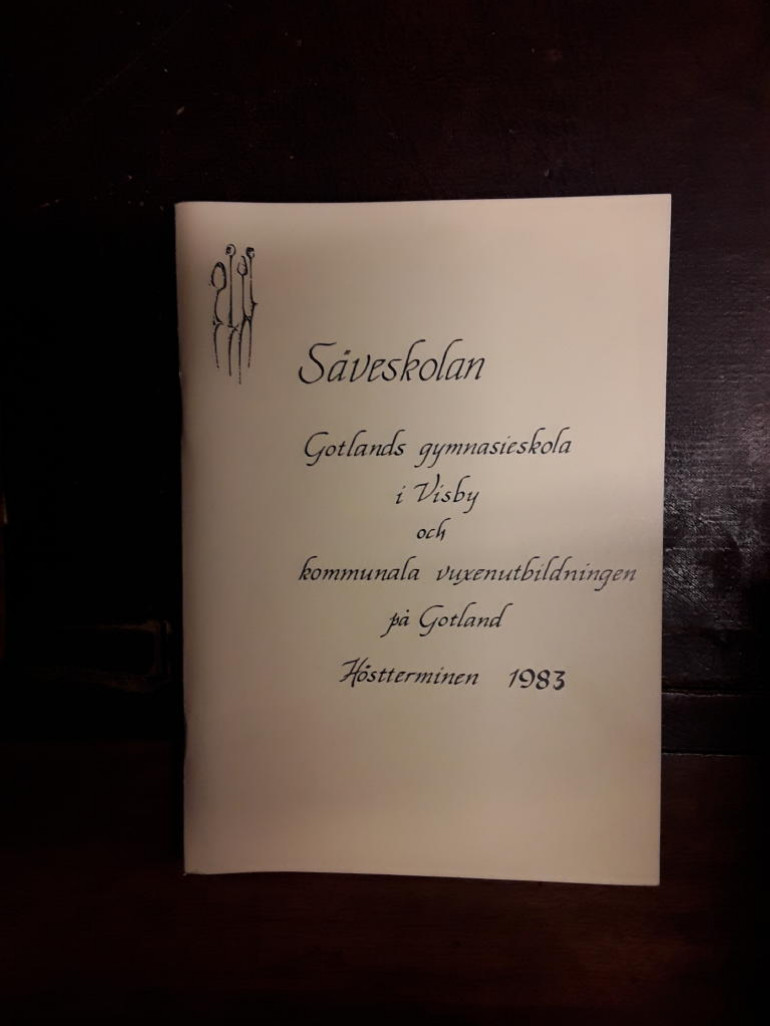 Säveskolan
Gotlands gymnasieskola
i Visby
och
kommunala vuxenutbildningen
på Gotland
Höstterminen 1983